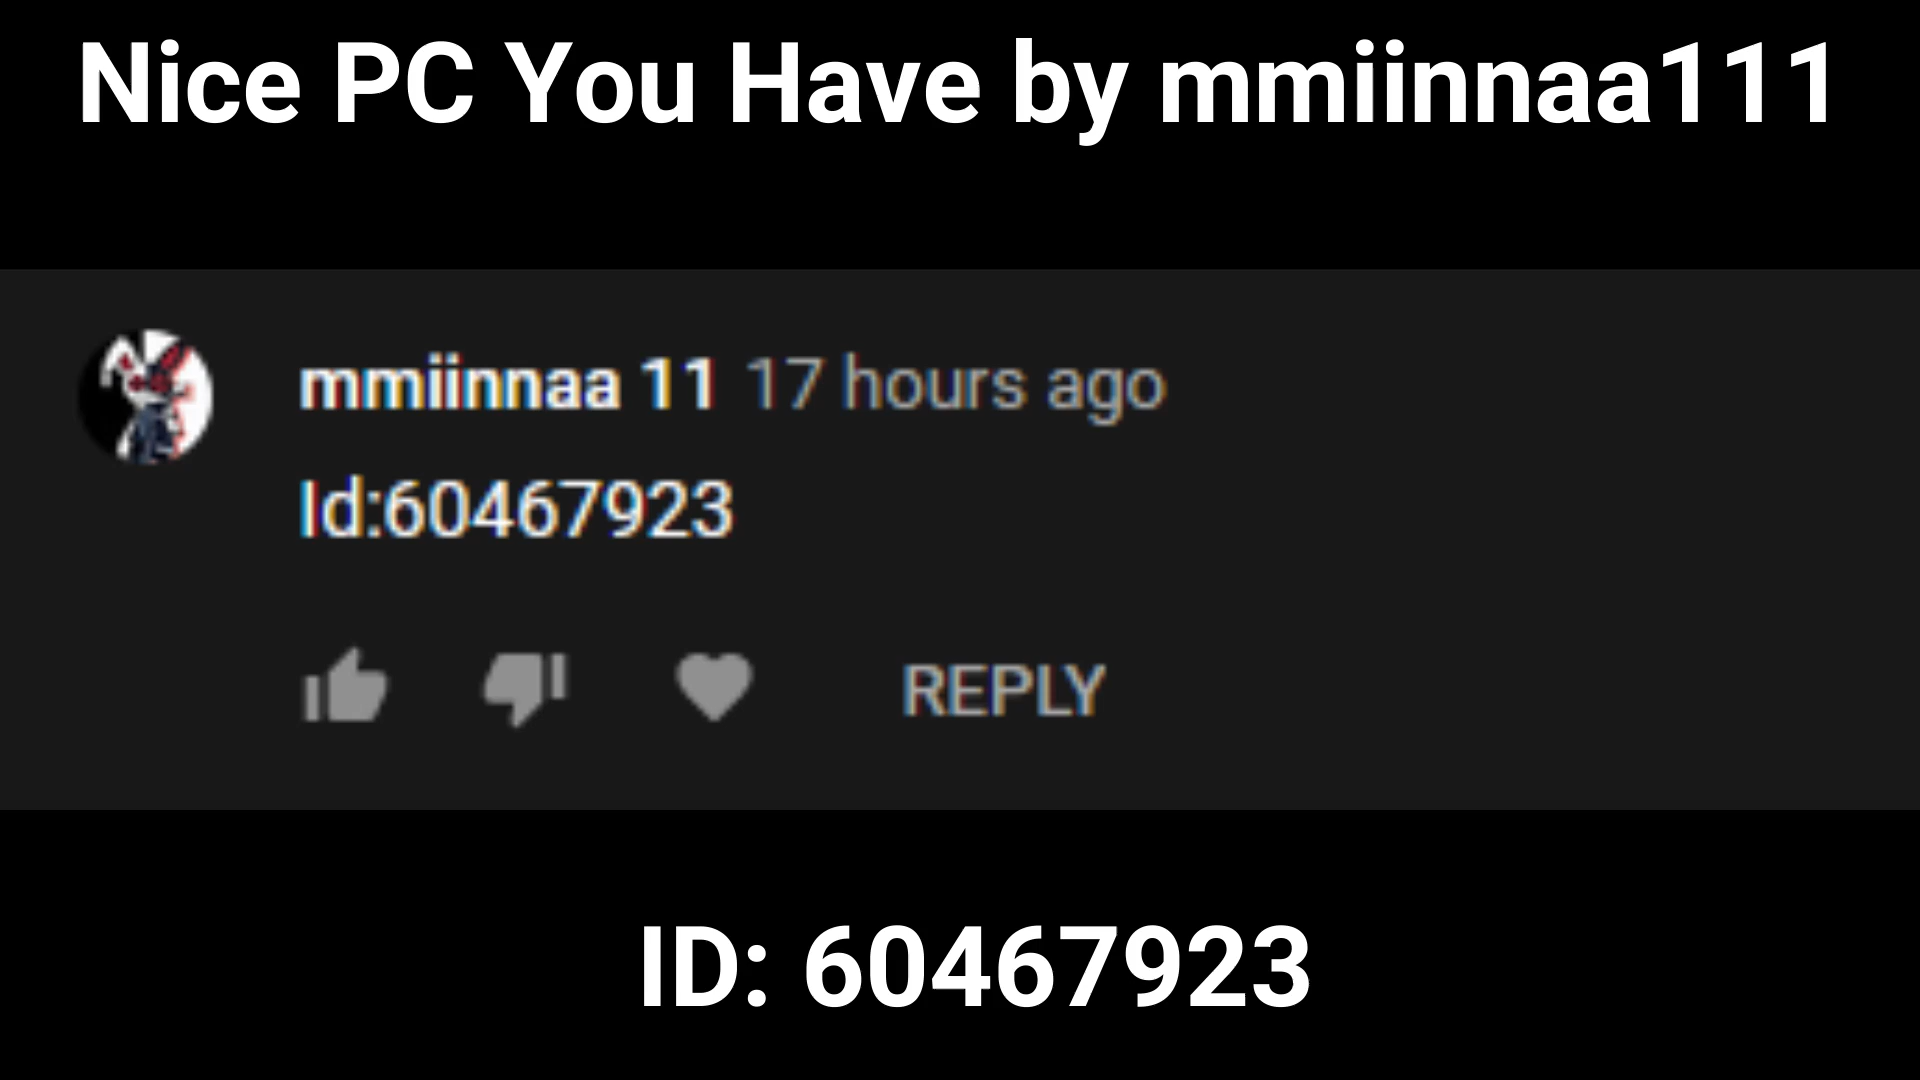 Nice PC You Have by mmiinnaa111
mmiinnaa 11 17 hours ago
Id:60467923
REPLY
ID: 60467923